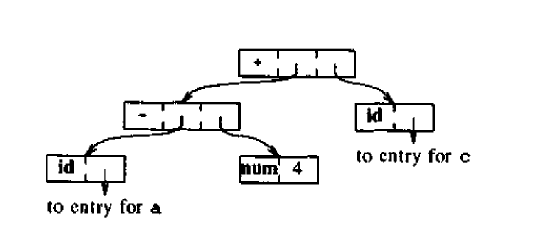 +
-
id
to entry for c
id
num 4
to entry for a